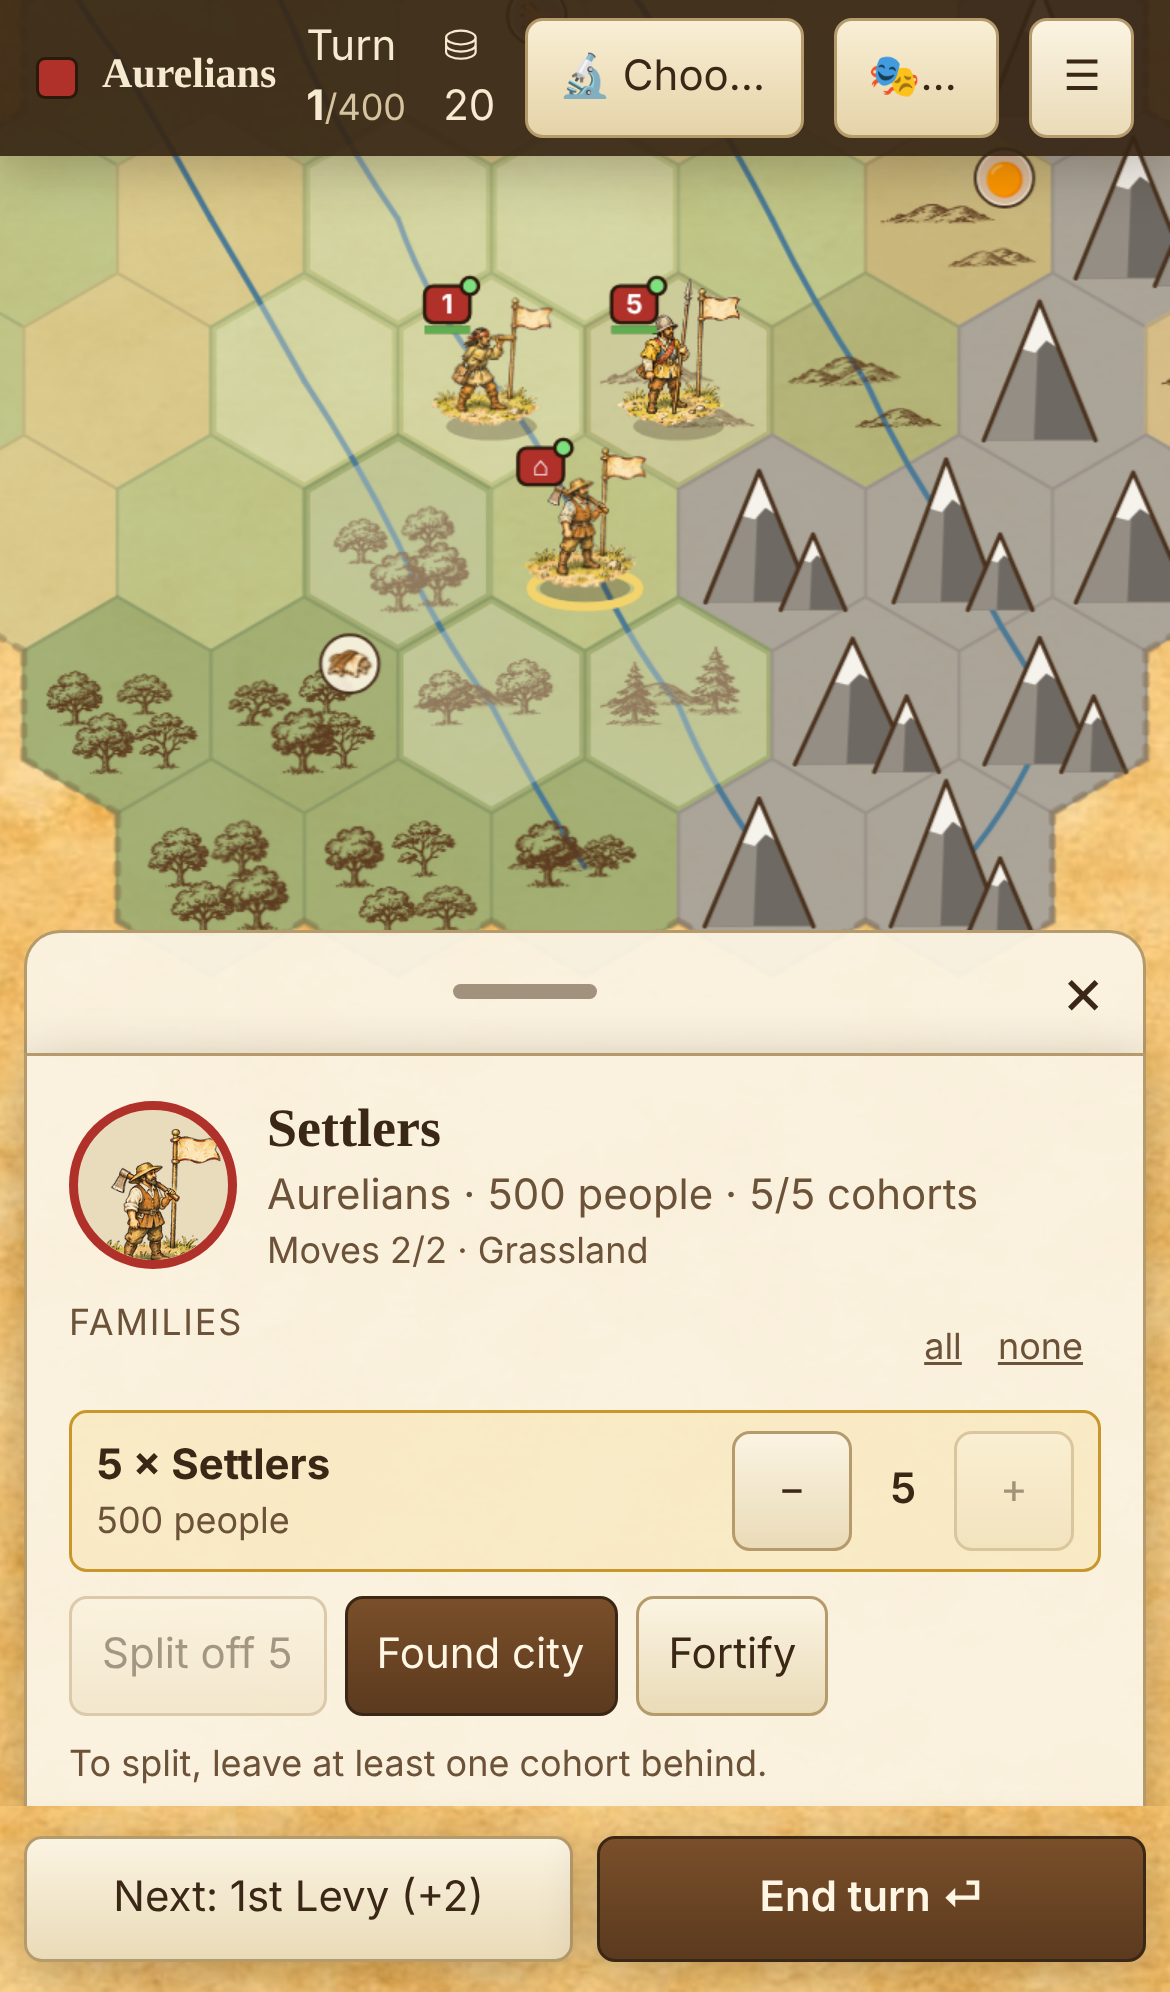 Aurelians
Turn
1/400
20
Choo...
...
1
5
Settlers
Aurelians · 500 people · 5/5 cohorts
Moves 2/2 · Grassland
FAMILIES
all none
5 × Settlers
500 people
− 5 +
Split off 5
Found city
Fortify
To split, leave at least one cohort behind.
Next: 1st Levy (+2)
End turn ⏎